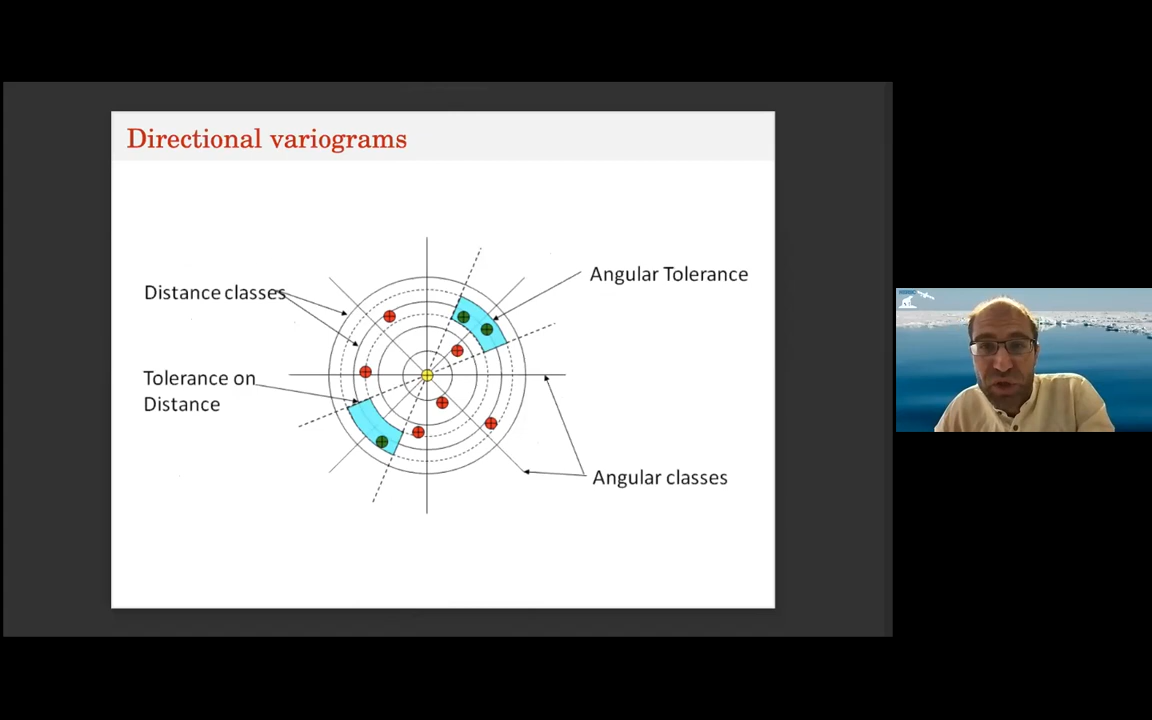 Directional variograms
Distance classes
Angular Tolerance
Tolerance on
Distance
Angular classes